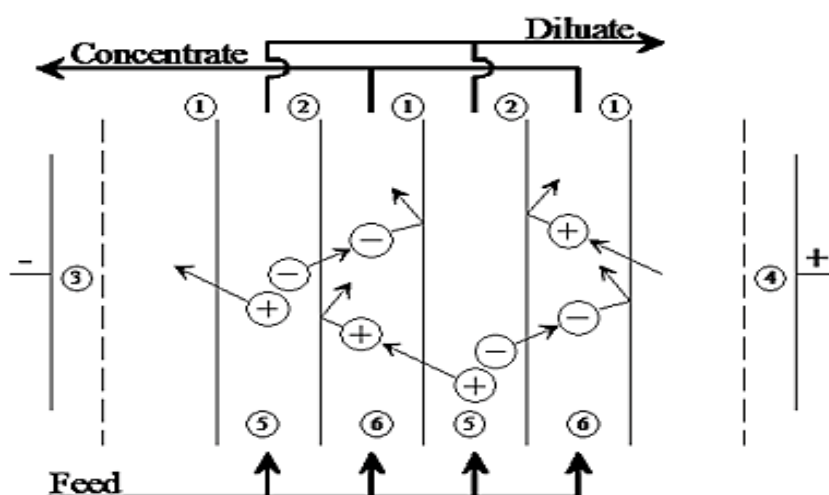 Diluate
Concentrate
① ② ① ② ①
− + − − + +
③ ④
+ + − −
+
⑤ ⑥ ⑤ ⑥
Feed